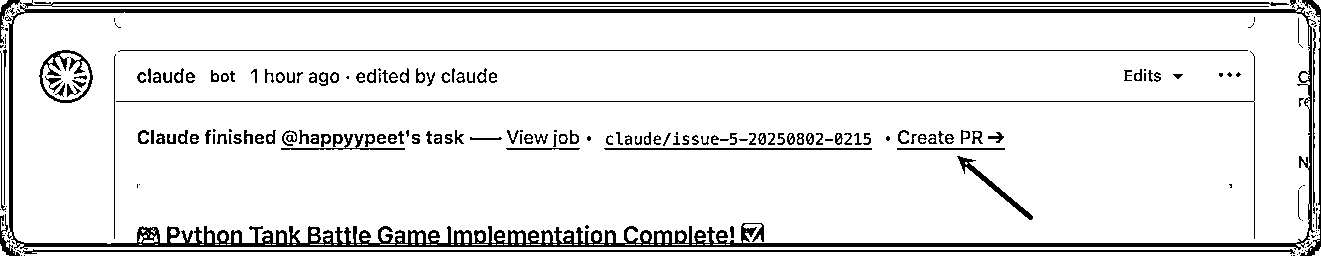 claude bot 1 hour ago · edited by claude Edits
Claude finished @happyypeet's task — View job • claude/issue-5-20250802-0215 • Create PR ➔
Python Tank Battle Game Implementation Complete!